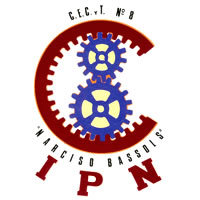 C.E.C. y T. Nº 8
C
"NARCISO BASSOLS"
IPN